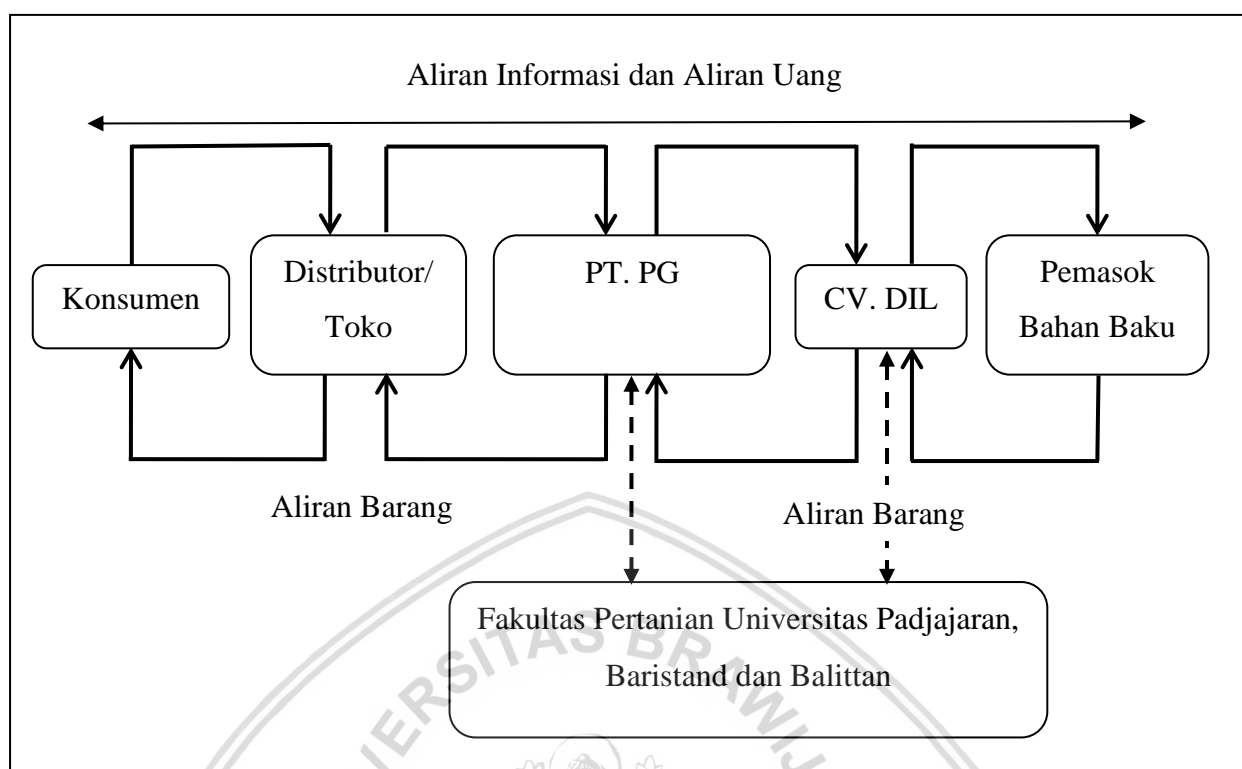 Aliran Informasi dan Aliran Uang
Konsumen
Distributor/
Toko
PT. PG
CV. DIL
Pemasok
Bahan Baku
Aliran Barang
Aliran Barang
Fakultas Pertanian Universitas Padjajaran,
Baristand dan Balittan